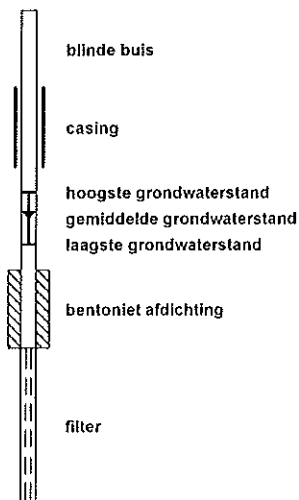 blinde buis
casing
hoogste grondwaterstand
gemiddelde grondwaterstand
laagste grondwaterstand
bentoniet afdichting
filter